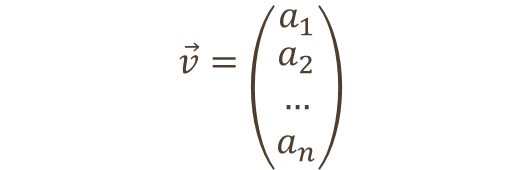 v⃗ =
a₁
a₂
...
aₙ